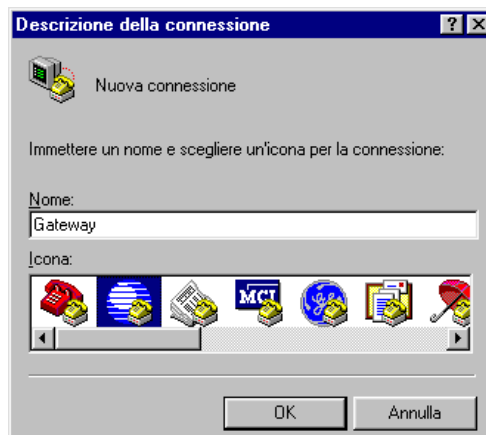 Descrizione della connessione
Nuova connessione
Immettere un nome e scegliere un'icona per la connessione:
Nome:
Gateway
Icona:
MCI
OK
Annulla